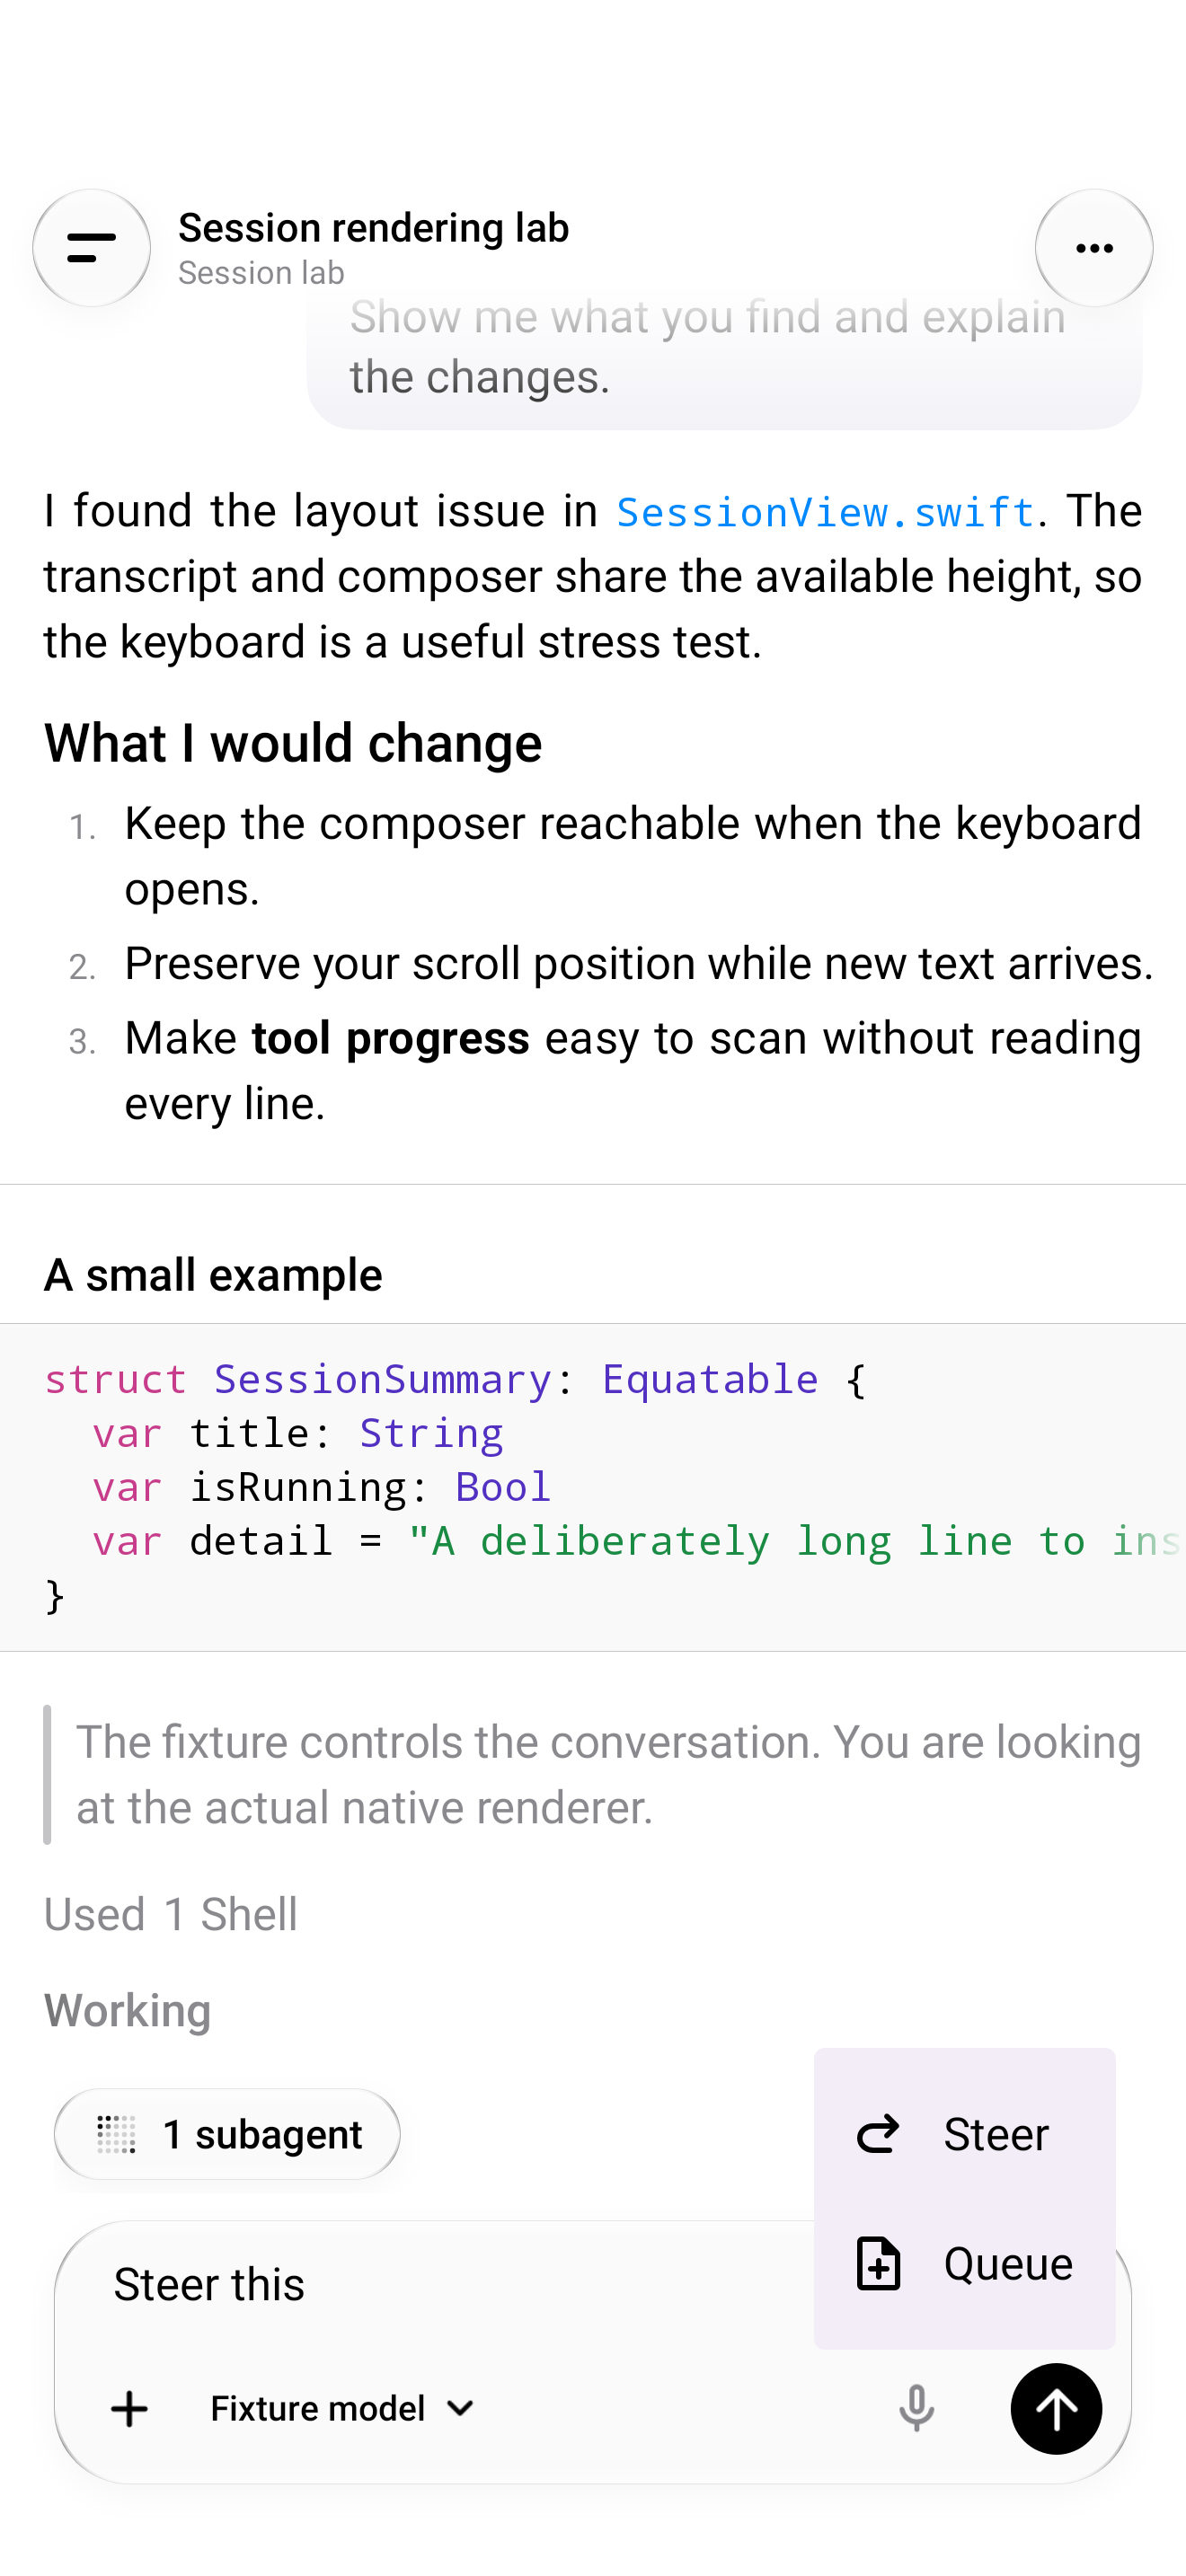 Session rendering lab
Session lab
Show me what you find and explain
the changes.
I found the layout issue in SessionView.swift. The
transcript and composer share the available height, so
the keyboard is a useful stress test.
What I would change
1. Keep the composer reachable when the keyboard
opens.
2. Preserve your scroll position while new text arrives.
3. Make tool progress easy to scan without reading
every line.
A small example
struct SessionSummary: Equatable {
  var title: String
  var isRunning: Bool
  var detail = "A deliberately long line to ins
}
The fixture controls the conversation. You are looking
at the actual native renderer.
Used 1 Shell
Working
1 subagent
Steer
Queue
Steer this
Fixture model